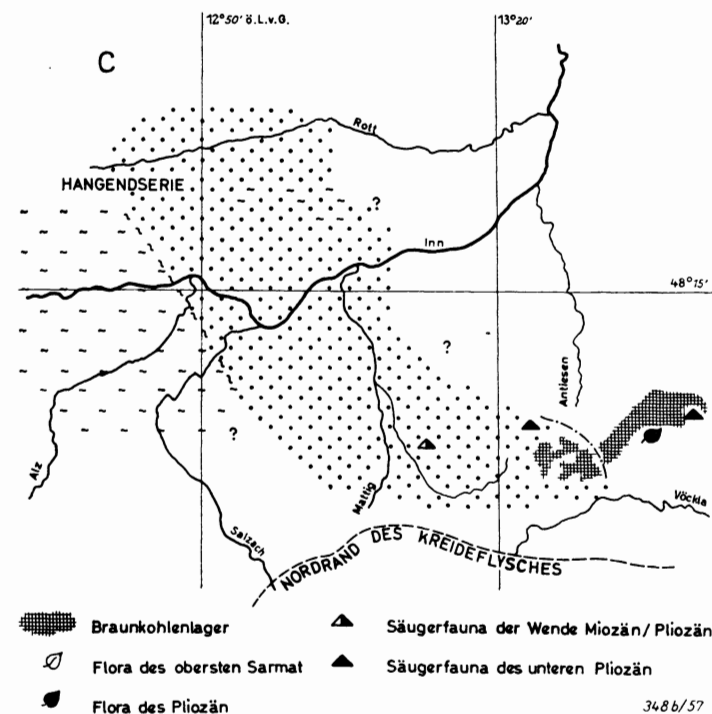 12°50' ö.L.v.G.
13°20'
C
Rott
HANGENDSERIE
?
Inn
48°15'
?
Antiesen
?
Alz
Mattig
Vöckla
Salzach
NORDRAND DES KREIDEFLYSCHES
Braunkohlenlager
Säugerfauna der Wende Miozän/Pliozän
Flora des obersten Sarmat
Säugerfauna des unteren Pliozän
Flora des Pliozän
348b/57